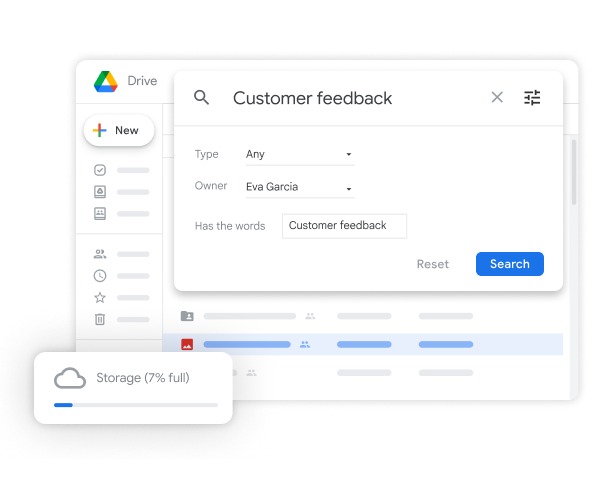 Drive
Customer feedback
New
Type Any
Owner Eva Garcia
Has the words Customer feedback
Reset Search
Storage (7% full)